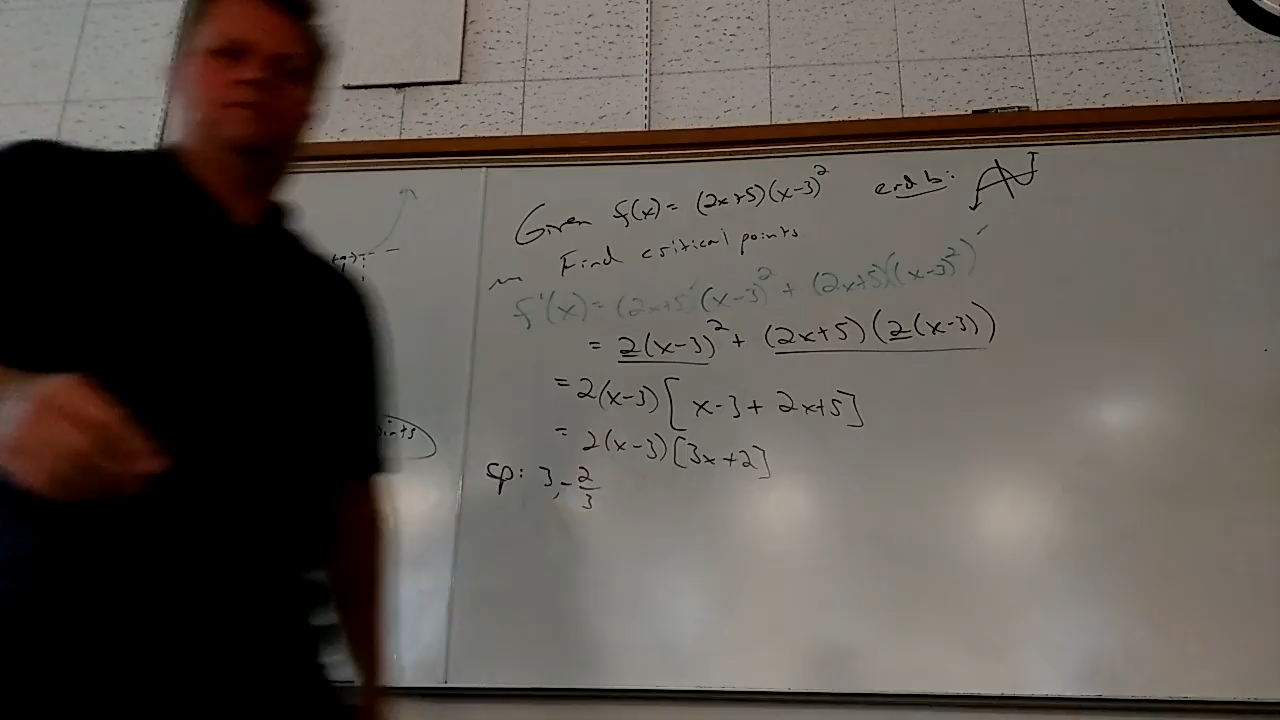 Given f(x) = (2x+5)(x-3)² end b:
Find critical points
f'(x) = (2x+5)'(x-3)² + (2x+5)((x-3)²)'
= 2(x-3)² + (2x+5)(2(x-3))
= 2(x-3)[x-3+2x+5]
= 2(x-3)[3x+2]
cp: 3, -2/3